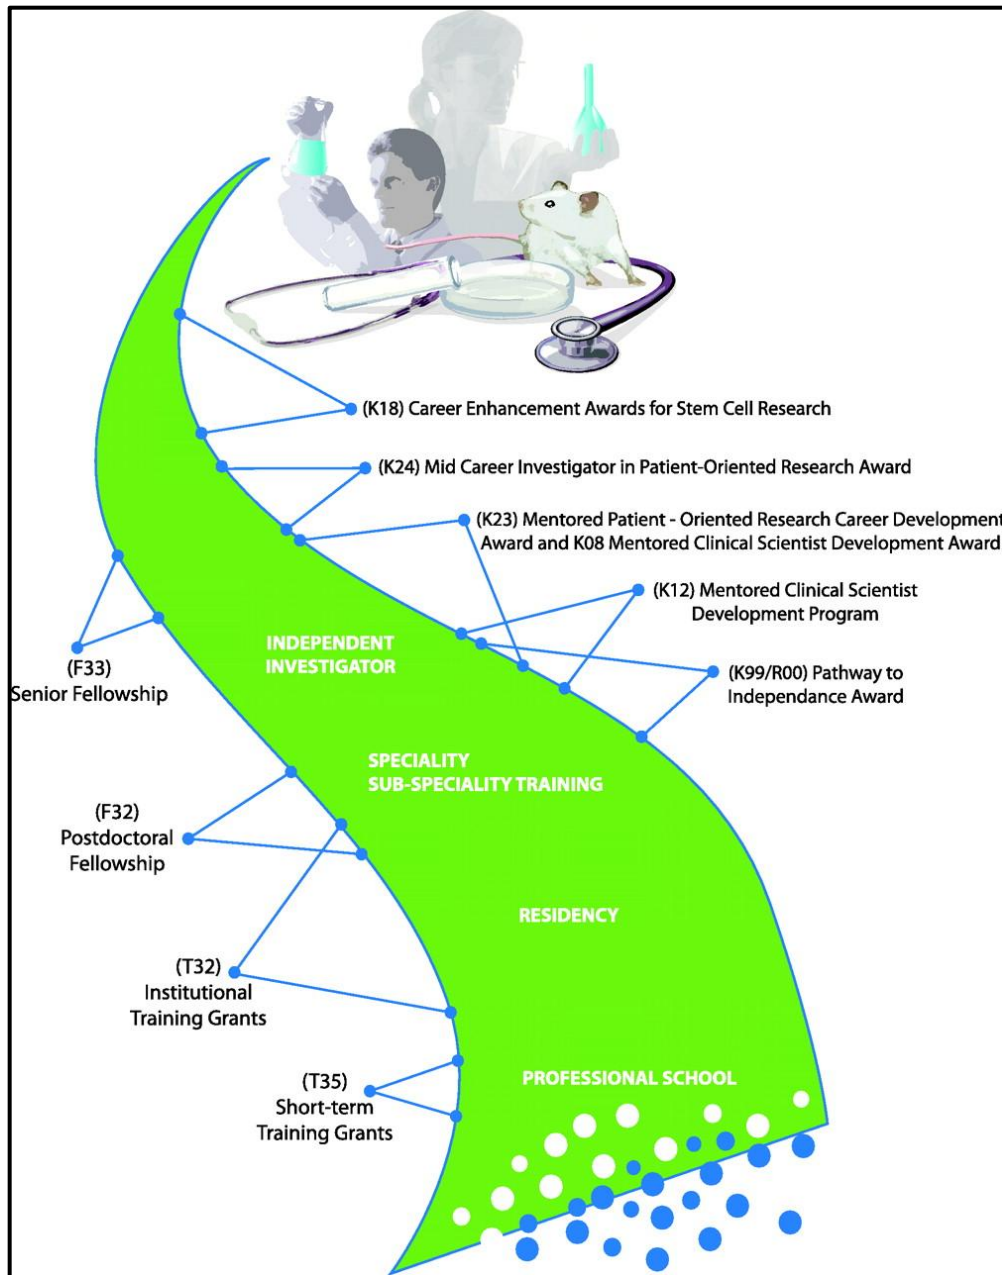 (K18) Career Enhancement Awards for Stem Cell Research
(K24) Mid Career Investigator in Patient-Oriented Research Award
(K23) Mentored Patient - Oriented Research Career Development
Award and K08 Mentored Clinical Scientist Development Award
(K12) Mentored Clinical Scientist
Development Program
INDEPENDENT
INVESTIGATOR
(F33)
Senior Fellowship
(K99/R00) Pathway to
Independance Award
SPECIALITY
SUB-SPECIALITY TRAINING
(F32)
Postdoctoral
Fellowship
RESIDENCY
(T32)
Institutional
Training Grants
PROFESSIONAL SCHOOL
(T35)
Short-term
Training Grants